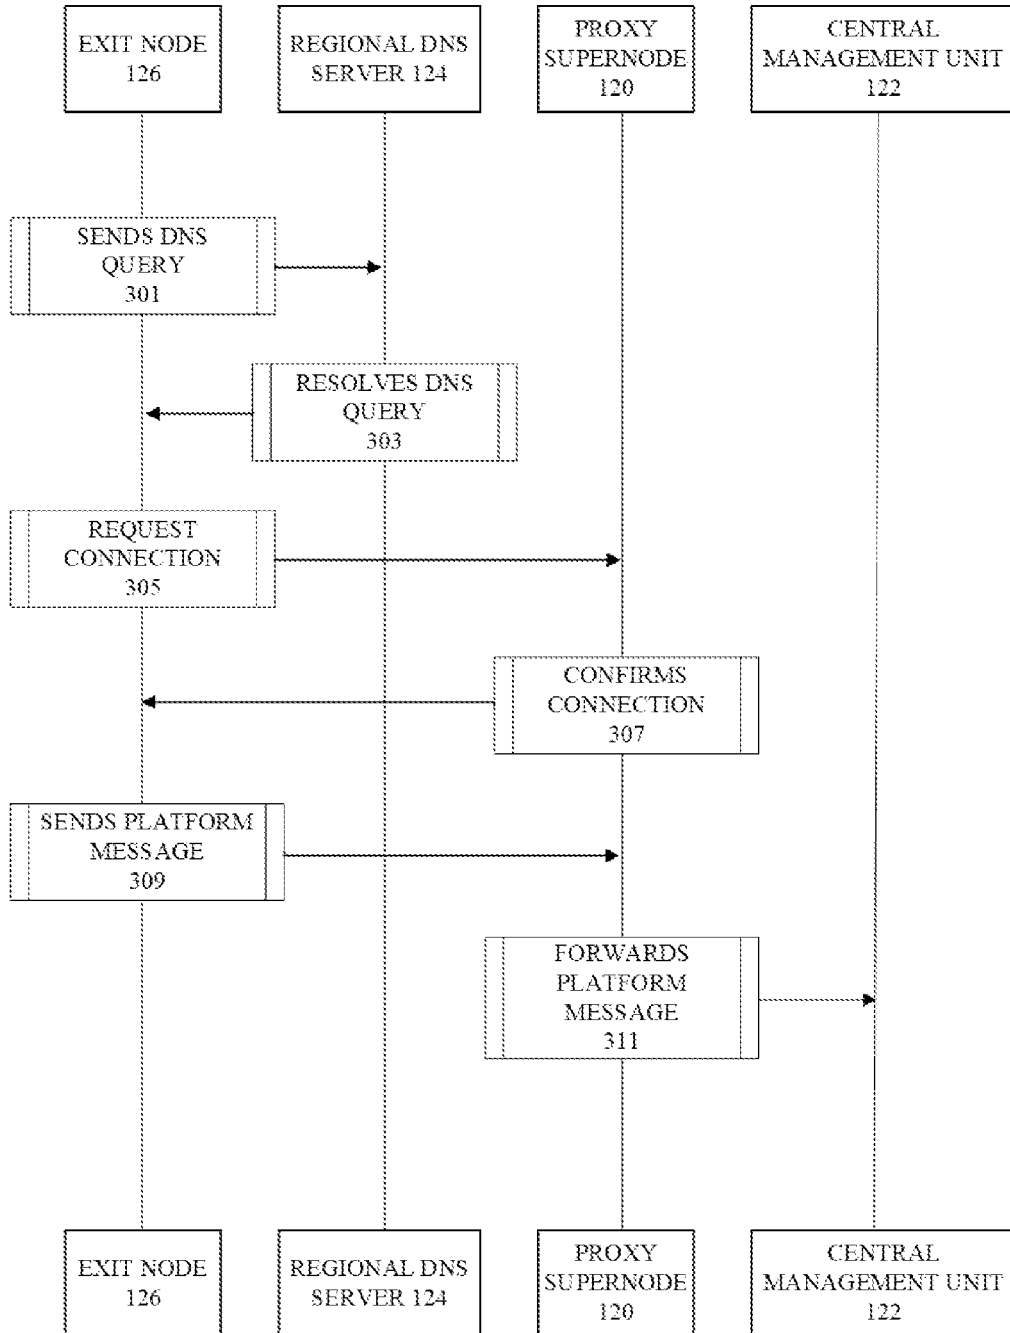 EXIT NODE
126
REGIONAL DNS
SERVER 124
PROXY
SUPERNODE
120
CENTRAL
MANAGEMENT UNIT
122
SENDS DNS
QUERY
301
RESOLVES DNS
QUERY
303
REQUEST
CONNECTION
305
CONFIRMS
CONNECTION
307
SENDS PLATFORM
MESSAGE
309
FORWARDS
PLATFORM
MESSAGE
311
EXIT NODE
126
REGIONAL DNS
SERVER 124
PROXY
SUPERNODE
120
CENTRAL
MANAGEMENT UNIT
122